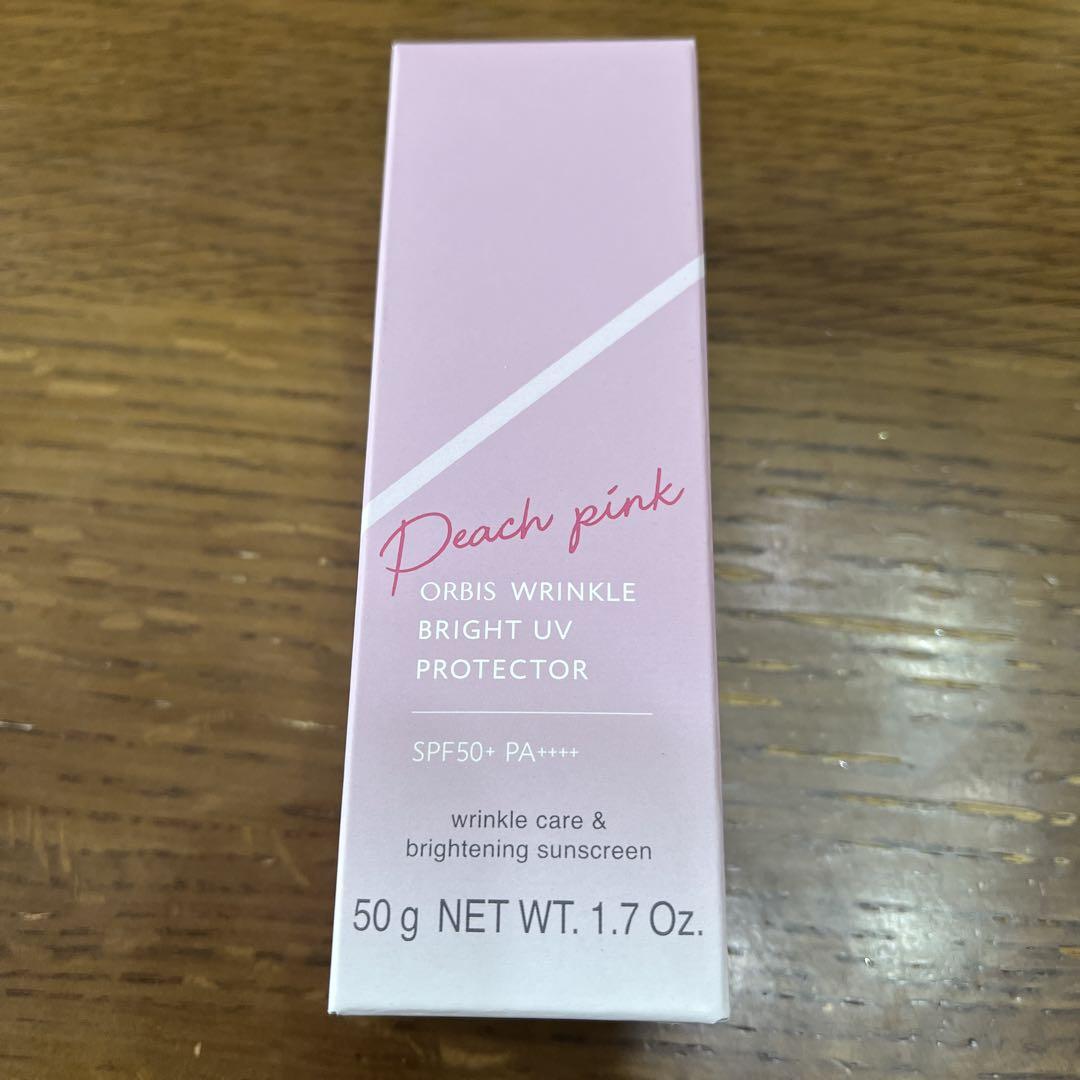 Peach pink
ORBIS WRINKLE
BRIGHT UV
PROTECTOR
SPF50+ PA++++
wrinkle care &
brightening sunscreen
50 g NET WT. 1.7 Oz.